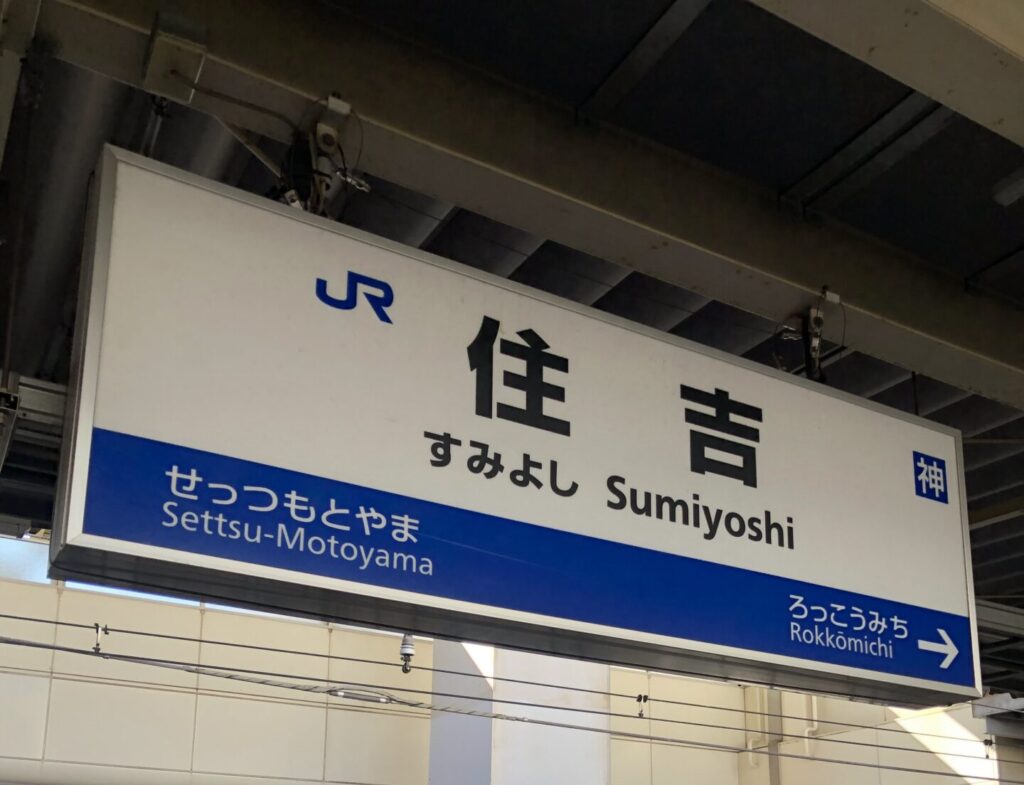 JR
住吉
すみよし Sumiyoshi
神
せっつもとやま
Settsu-Motoyama
ろっこうみち
Rokkōmichi
→